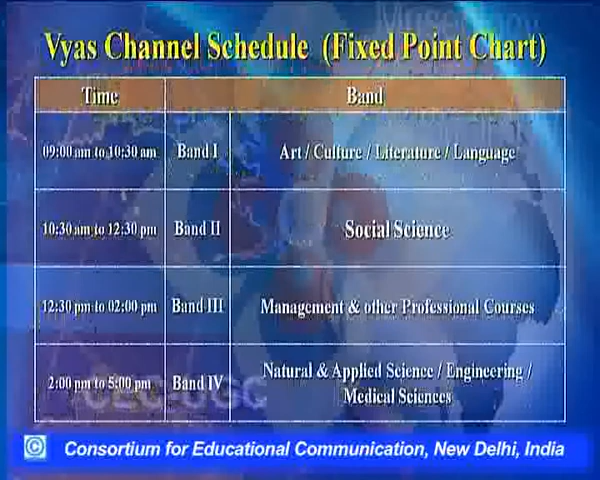 Vyas Channel Schedule (Fixed Point Chart)
Time Band
09:00 am to 10:30 am Band I Art / Culture / Literature / Language
10:30 am to 12:30 pm Band II Social Science
12:30 pm to 02:00 pm Band III Management & other Professional Courses
2:00 pm to 5:00 pm Band IV Natural & Applied Science / Engineering /
Medical Sciences
CEC-UGC
© Consortium for Educational Communication, New Delhi, India